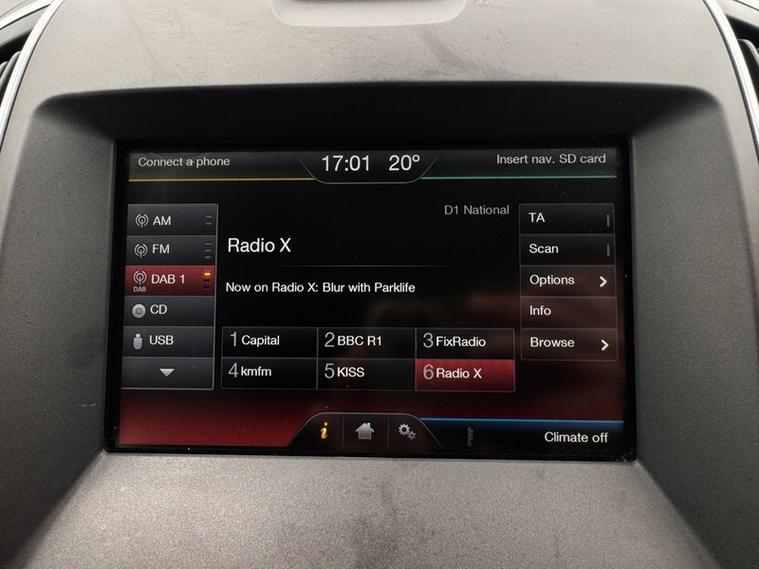 Connect a phone
17:01 20°
Insert nav. SD card
D1 National
AM
FM
DAB 1
DAB
CD
USB
Radio X
Now on Radio X: Blur with Parklife
1 Capital
2 BBC R1
3 FixRadio
4 kmfm
5 KISS
6 Radio X
TA
Scan
Options
Info
Browse
i
Climate off